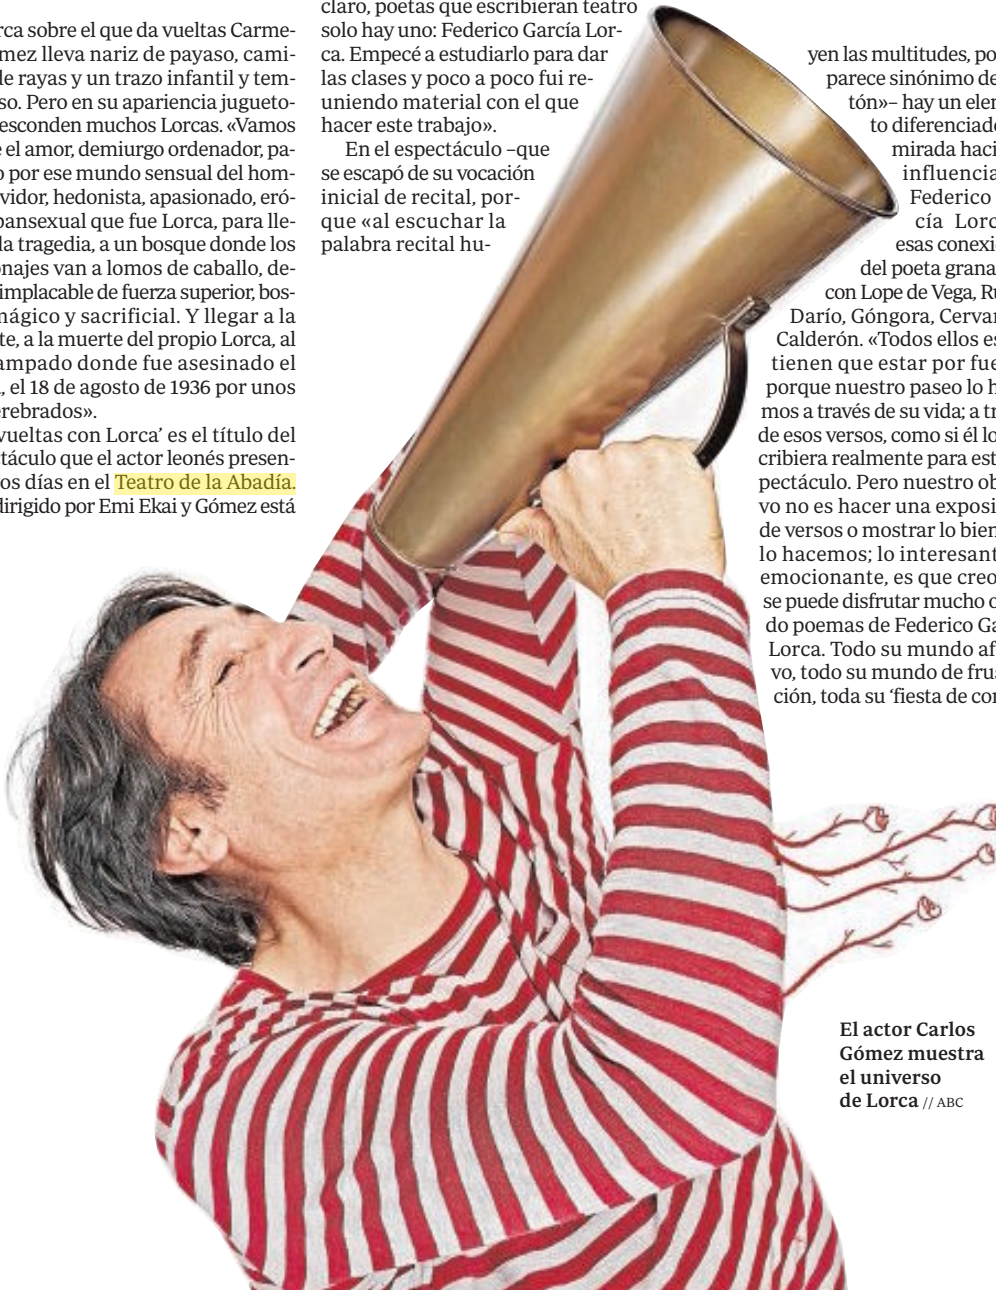 rca sobre el que da vueltas Carme-
mez lleva nariz de payaso, cami-
de rayas y un trazo infantil y tem-
so. Pero en su apariencia jugueto-
esconden muchos Lorcas. «Vamos
e el amor, demiurgo ordenador, pa-
o por ese mundo sensual del hom-
vidor, hedonista, apasionado, eró-
pansexual que fue Lorca, para lle-
la tragedia, a un bosque donde los
onajes van a lomos de caballo, de-
implacable de fuerza superior, bos-
mágico y sacrificial. Y llegar a la
te, a la muerte del propio Lorca, al
ampado donde fue asesinado el
, el 18 de agosto de 1936 por unos
erebrados».
vueltas con Lorca’ es el título del
táculo que el actor leonés presen-
os días en el Teatro de la Abadía.
dirigido por Emi Ekai y Gómez está
claro, poetas que escribieran teatro
solo hay uno: Federico García Lor-
ca. Empecé a estudiarlo para dar
las clases y poco a poco fui re-
uniendo material con el que
hacer este trabajo».
En el espectáculo –que
se escapó de su vocación
inicial de recital, por-
que «al escuchar la
palabra recital hu-
yen las multitudes, po
parece sinónimo de
tón»– hay un elem
to diferenciado
mirada haci
influencia
Federico
cía Lorc
esas conexi
del poeta grana
con Lope de Vega, Ru
Darío, Góngora, Cervan
Calderón. «Todos ellos es
tienen que estar por fue
porque nuestro paseo lo h
mos a través de su vida; a tr
de esos versos, como si él lo
cribiera realmente para est
pectáculo. Pero nuestro ob
vo no es hacer una exposi
de versos o mostrar lo bien
lo hacemos; lo interesant
emocionante, es que creo
se puede disfrutar mucho o
do poemas de Federico Ga
Lorca. Todo su mundo af
vo, todo su mundo de frus
ción, toda su ‘fiesta de cor
El actor Carlos
Gómez muestra
el universo
de Lorca // ABC